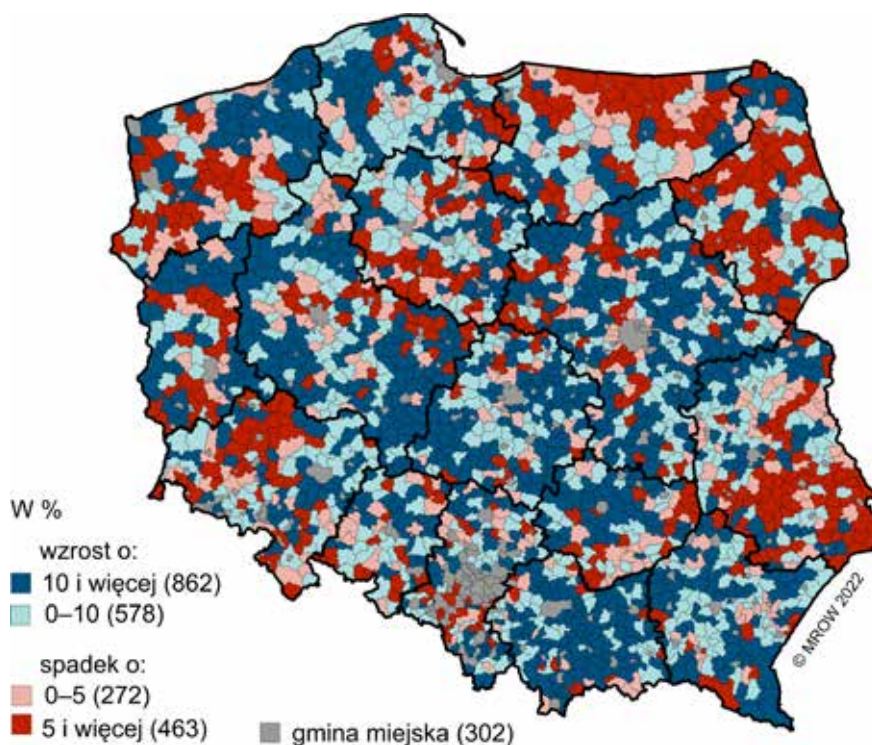 W %
wzrost o:
10 i więcej (862)
0–10 (578)
spadek o:
0–5 (272)
5 i więcej (463)
gmina miejska (302)
© MROW 2022